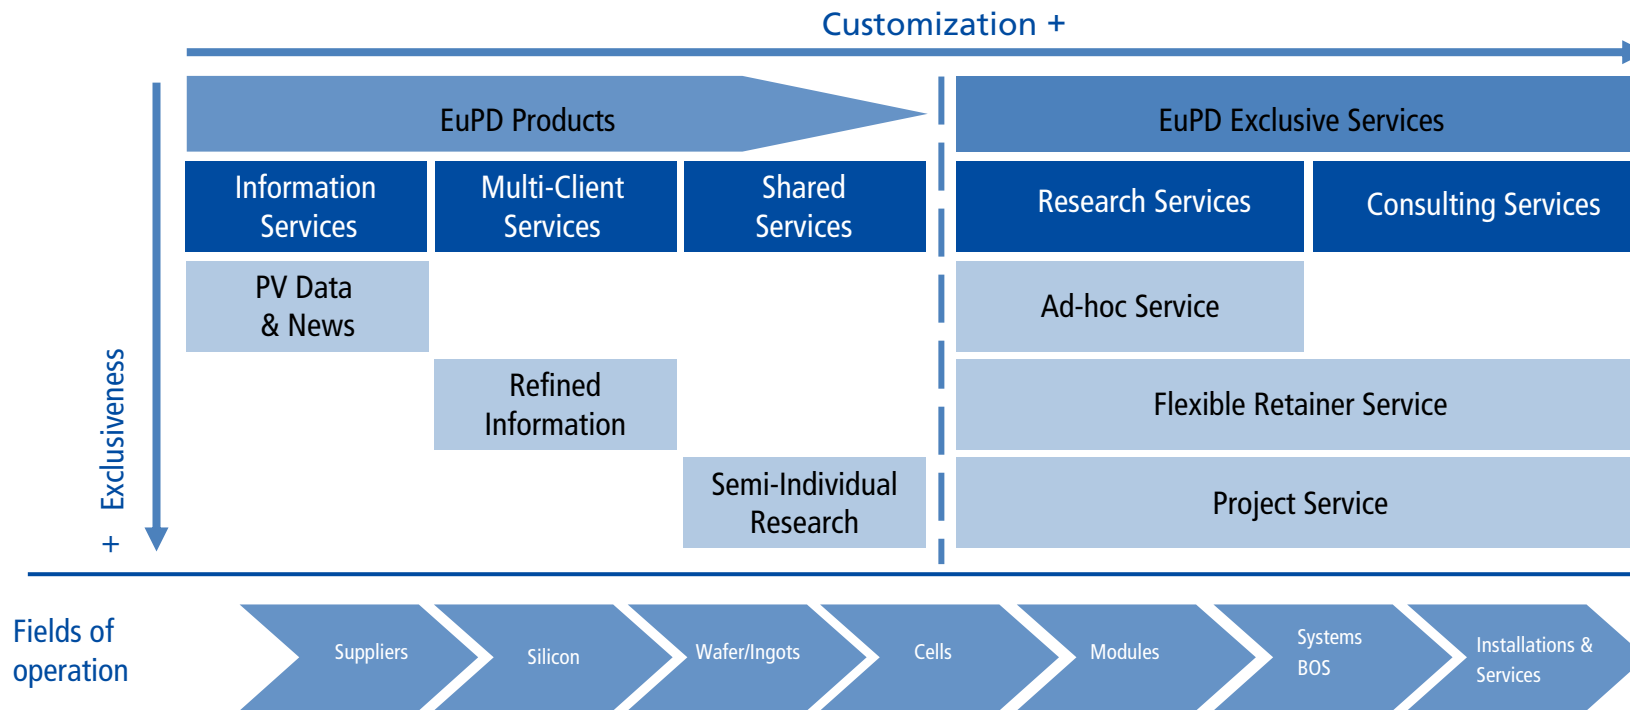 Customization +
EuPD Products
EuPD Exclusive Services
Information
Services
Multi-Client
Services
Shared
Services
Research Services
Consulting Services
PV Data
& News
Ad-hoc Service
Refined
Information
Flexible Retainer Service
Semi-Individual
Research
Project Service
+ Exclusiveness
Fields of
operation
Suppliers
Silicon
Wafer/Ingots
Cells
Modules
Systems
BOS
Installations &
Services